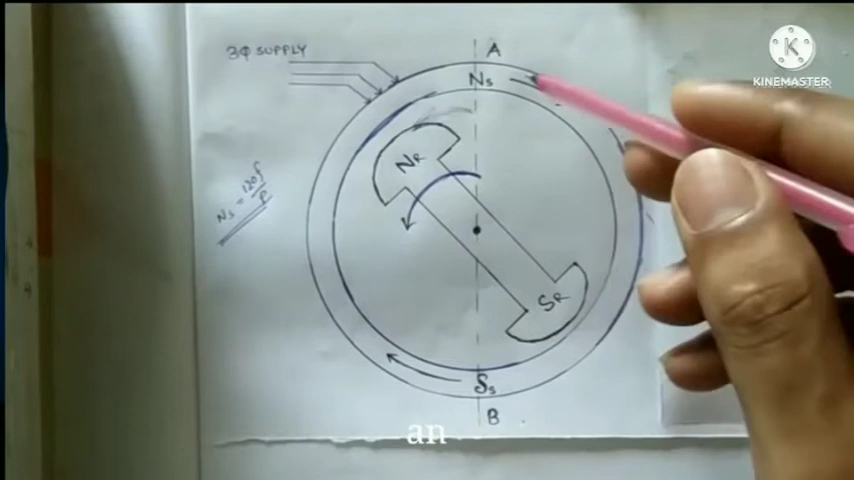 3Φ SUPPLY
A
K
KINEMASTER
Ns
NR
Ns = 120f
P
SR
Ss
B
an